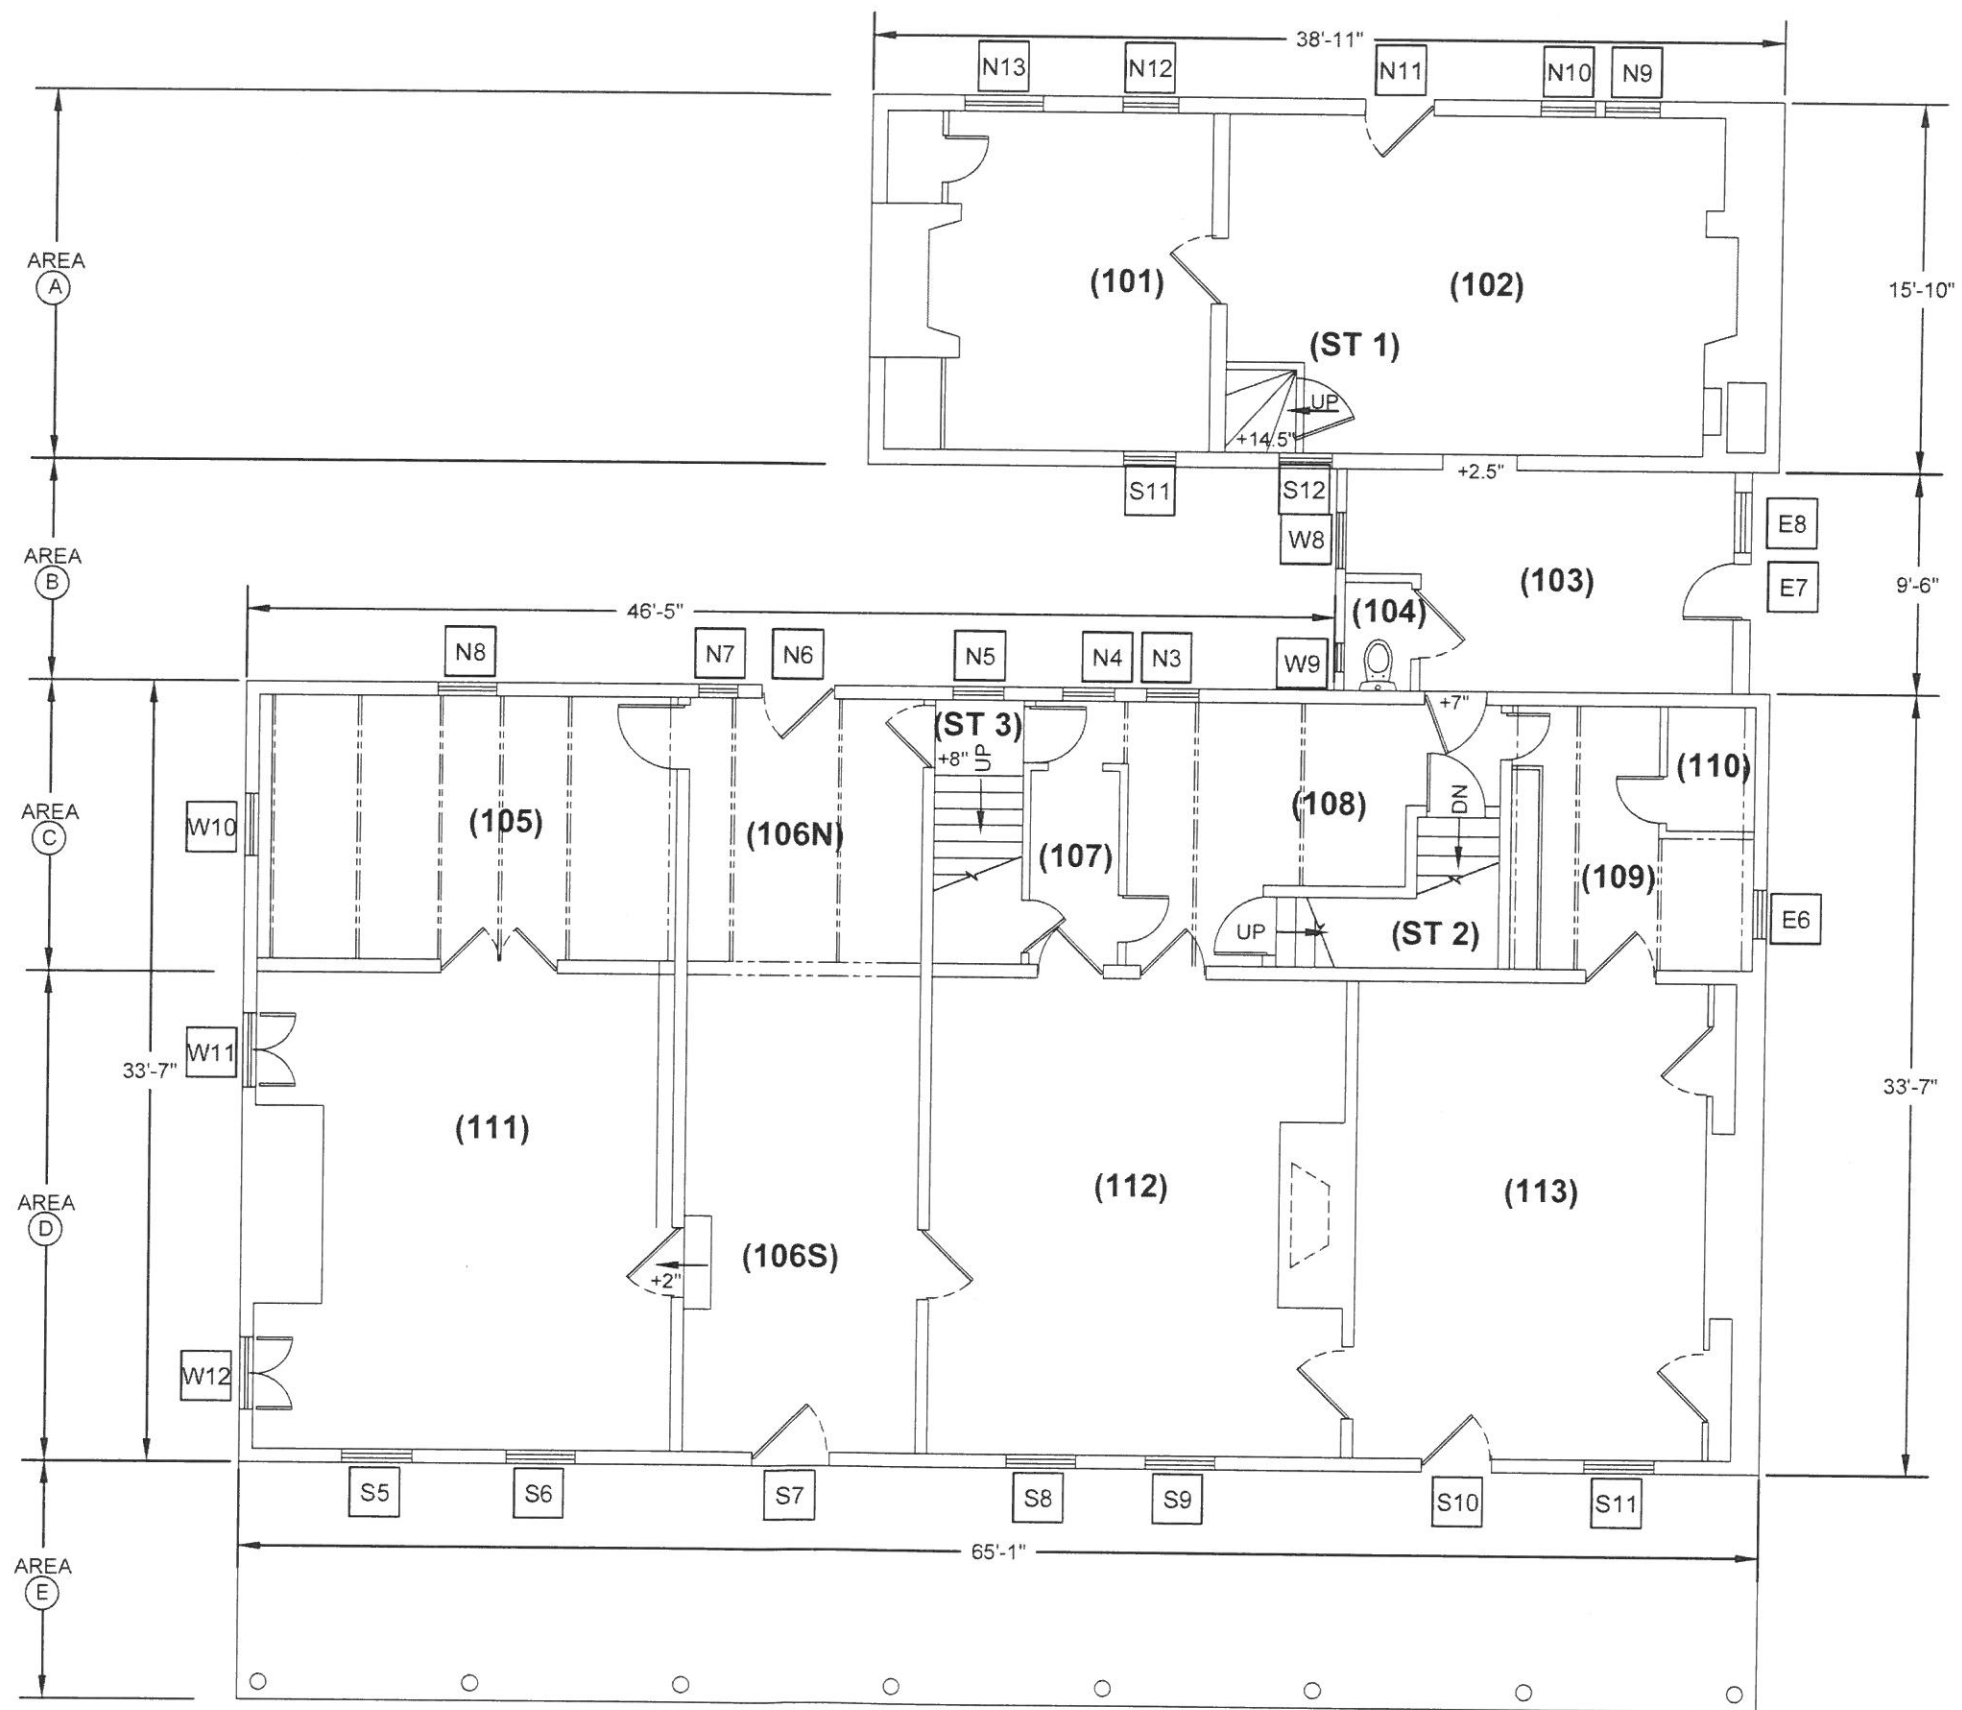 38'-11"
N13
N12
N11
N10
N9
AREA
A
(101)
(102)
15'-10"
(ST 1)
UP
+14.5"
+2.5"
S11
S12
W8
E8
AREA
B
(103)
E7
9'-6"
46'-5"
(104)
N8
N7
N6
N5
N4
N3
W9
+7"
(ST 3)
+8"
UP
(110)
AREA
C
W10
(105)
(106N)
(107)
(108)
DN
(109)
E6
UP
(ST 2)
W11
33'-7"
33'-7"
(111)
(112)
(113)
AREA
D
(106S)
+2"
W12
S5
S6
S7
S8
S9
S10
S11
65'-1"
AREA
E